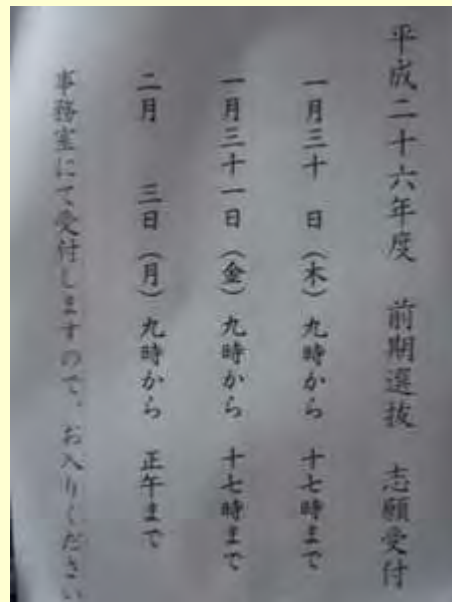 平成二十六年度　前期選抜　志願受付
一月三十　日（木）九時から　十七時まで
一月三十一日（金）九時から　十七時まで
二月　　三日（月）九時から　正午まで
事務室にて受付しますので、お入りください